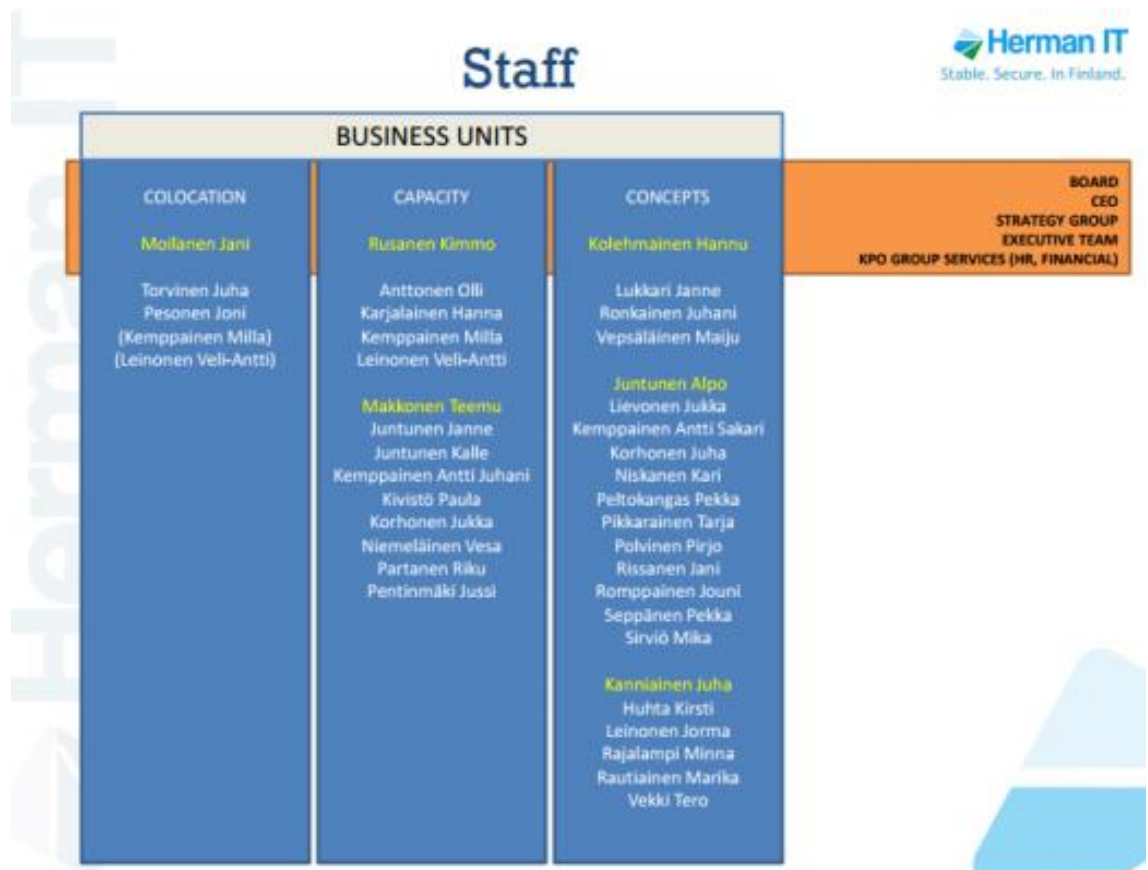 Staff
Herman IT
Stable. Secure. In Finland.
BUSINESS UNITS
COLOCATION
Moilanen Jani
Torvinen Juha
Pesonen Joni
(Kemppainen Milla)
(Leinonen Veli-Antti)
CAPACITY
Rusanen Kimmo
Anttonen Olli
Karjalainen Hanna
Kemppainen Milla
Leinonen Veli-Antti
Makkonen Teemu
Juntunen Janne
Juntunen Kalle
Kemppainen Antti Juhani
Kivistö Paula
Korhonen Jukka
Niemeläinen Vesa
Partanen Riku
Pentinmäki Jussi
CONCEPTS
Kolehmainen Hannu
Lukkari Janne
Ronkainen Juhani
Vepsäläinen Maiju
Juntunen Alpo
Lievonen Jukka
Kemppainen Antti Sakari
Korhonen Juha
Niskanen Kari
Peltokangas Pekka
Pikkarainen Tarja
Polvinen Pirjo
Rissanen Jani
Romppainen Jouni
Seppänen Pekka
Sirviö Mika
Kanniainen Juha
Huhta Kirsti
Leinonen Jorma
Rajalampi Minna
Rautiainen Marika
Vekki Tero
BOARD
CEO
STRATEGY GROUP
EXECUTIVE TEAM
KPO GROUP SERVICES (HR, FINANCIAL)
Herman IT